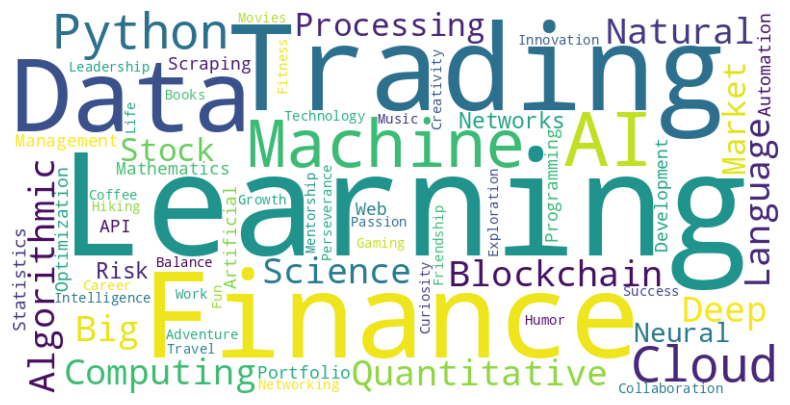 Movies
Python
Trading
Processing
Innovation
Natural
Leadership
Scraping
Fitness
Creativity
Automation
Data
Books
Life
Technology
Music
Networks
Market
Management
Stock
Machine
AI
Language
Mathematics
Programming
Development
Learning
Algorithmic
Optimization
Coffee
Hiking
Artificial
Growth
Mentorship
Perseverance
Web
Passion
Friendship
Exploration
API
Gaming
Statistics
Risk
Balance
Science
Curiosity
Blockchain
Career
Intelligence
Work
Fun
Finance
Success
Deep
Big
Adventure
Travel
Humor
Neural
Computing
Portfolio
Networking
Quantitative
Cloud
Collaboration